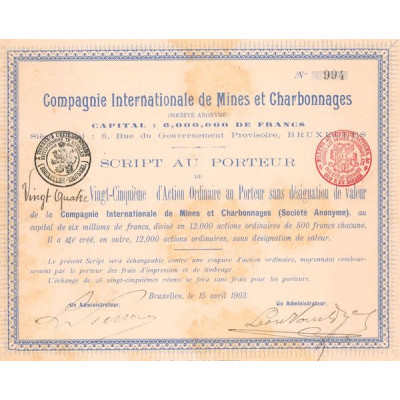 N° 994
Compagnie Internationale de Mines et Charbonnages
(SOCIÉTÉ ANONYME)
CAPITAL : 6,000,000 DE FRANCS
6, Rue du Gouvernement Provisoire, BRUXELLES
SCRIPT AU PORTEUR
DE
Vingt Quatre
Vingt-Cinquième d'Action Ordinaire au Porteur sans désignation de valeur
de la Compagnie Internationale de Mines et Charbonnages (Société Anonyme), au
capital de six millions de francs, divisé en 12,000 actions ordinaires de 500 francs chacune.
Il a été créé, en outre, 12,000 actions ordinaires, sans désignation de valeur.
Le présent Script sera échangeable contre une coupure d'action ordinaire, moyennant rembour-
sement par le porteur des frais d'impression et de timbrage.
L'échange de 25 vingt-cinquièmes réunis se fera sans frais pour les porteurs.
Bruxelles, le 15 avril 1903.
Un Administrateur. Un Administrateur.